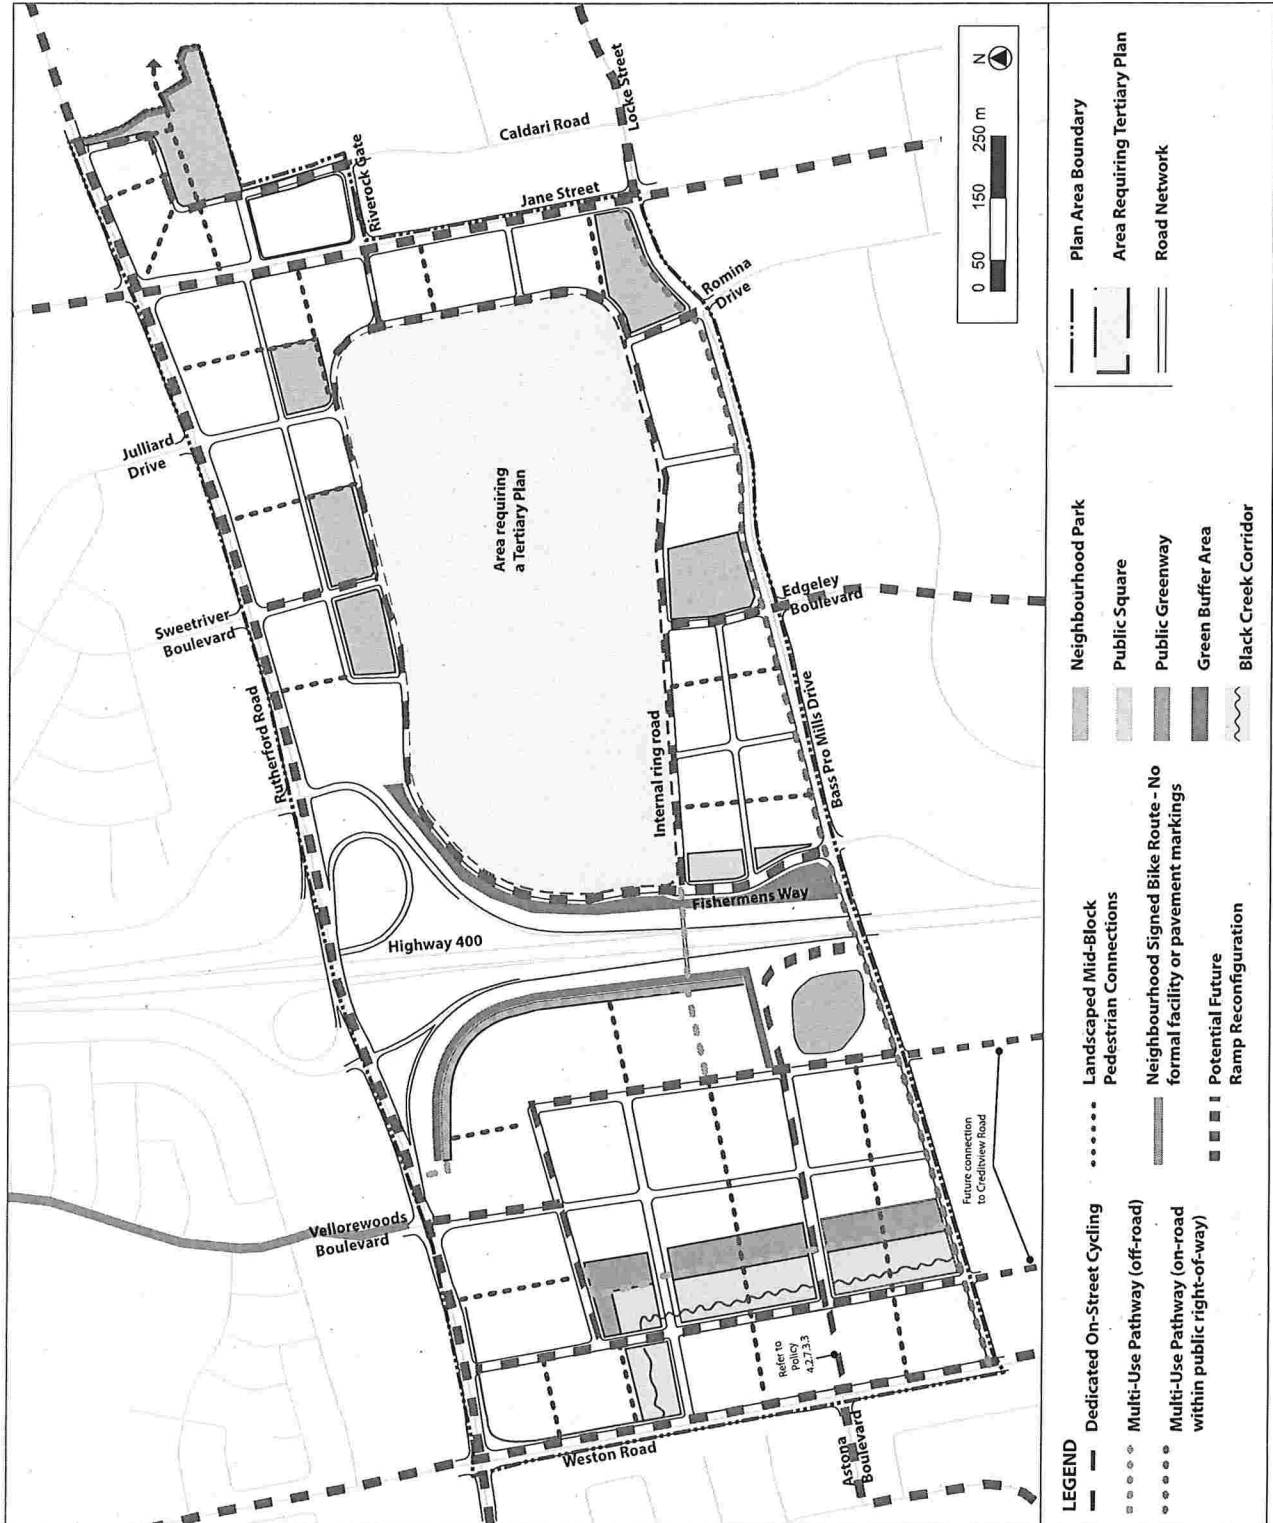 Locke Street
Caldari Road
Riverock Gate
Jane Street
Romina
Drive
Julliard
Drive
Area requiring
a Tertiary Plan
Sweetriver
Boulevard
Edgeley
Boulevard
Rutherford Road
Internal ring road
Bass Pro Mills Drive
Fishermens Way
Highway 400
Vellorewoods
Boulevard
Future connection
to Creditview Road
Refer to
Policy
4.2.7.3.3
Weston Road
Astona
Boulevard
N
0 50 150 250 m
LEGEND
Dedicated On-Street Cycling
Multi-Use Pathway (off-road)
Multi-Use Pathway (on-road
within public right-of-way)
Landscaped Mid-Block
Pedestrian Connections
Neighbourhood Signed Bike Route - No
formal facility or pavement markings
Potential Future
Ramp Reconfiguration
Neighbourhood Park
Public Square
Public Greenway
Green Buffer Area
Black Creek Corridor
Plan Area Boundary
Area Requiring Tertiary Plan
Road Network